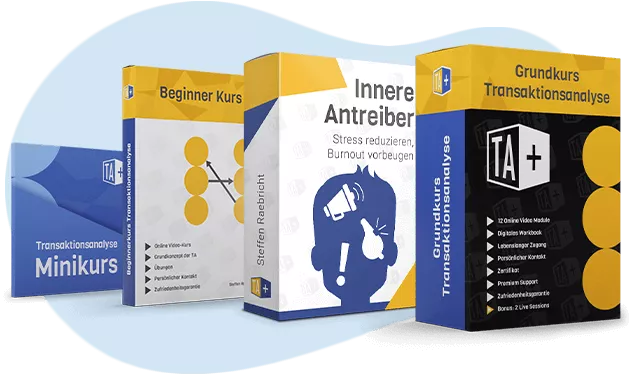 TA +
Transaktionsanalyse
Minikurs
Beginner Kurs
Beginnerkurs Transaktionsanalyse
Online Video-Kurs
Grundkonzept der TA
Übungen
Persönlicher Kontakt
Zufriedenheitsgarantie
Innere
Antreiber
Stress reduzieren,
Burnout vorbeugen
Steffen Raebricht
TA +
Grundkurs
Transaktionsanalyse
TA +
Grundkurs
Transaktionsanalyse
12 Online Video Module
Digitales Workbook
Lebenslanger Zugang
Persönlicher Kontakt
Zertifikat
Premium Support
Zufriedenheitsgarantie
Bonus: 2 Live Sessions